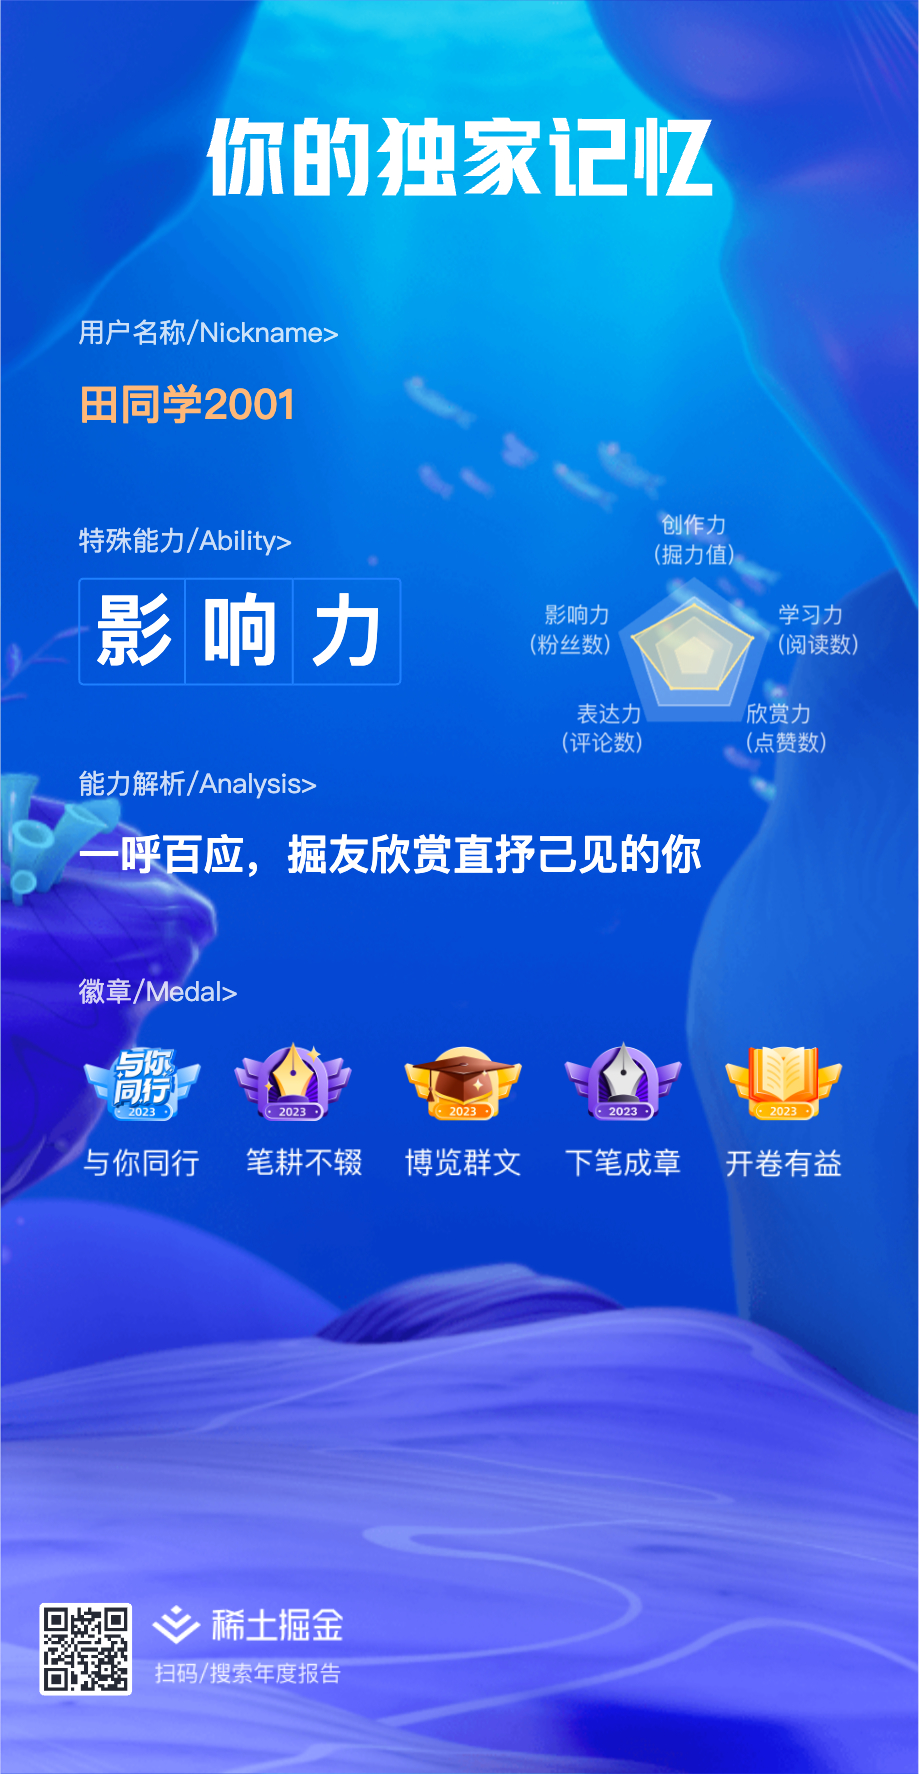 你的独家记忆
用户名称/Nickname>
田同学2001
特殊能力/Ability>
影响力
创作力
(掘力值)
影响力
(粉丝数)
学习力
(阅读数)
表达力
(评论数)
欣赏力
(点赞数)
能力解析/Analysis>
一呼百应，掘友欣赏直抒己见的你
徽章/Medal>
与你
同行
2023
2023
2023
2023
2023
与你同行
笔耕不辍
博览群文
下笔成章
开卷有益
稀土掘金
扫码/搜索年度报告